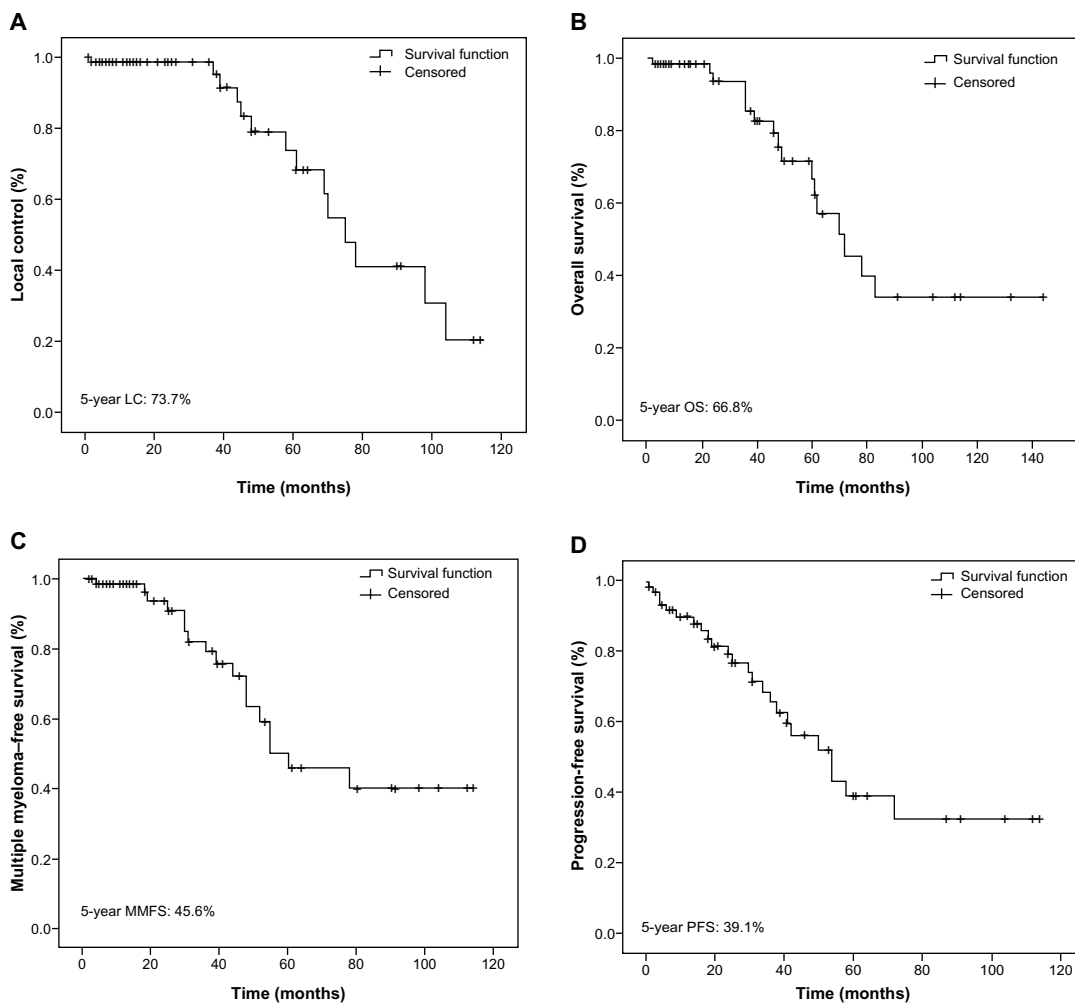 A
Survival function
Censored
Local control (%)
1.0
0.8
0.6
0.4
0.2
0.0
5-year LC: 73.7%
0 20 40 60 80 100 120
Time (months)
B
Survival function
Censored
Overall survival (%)
1.0
0.8
0.6
0.4
0.2
0.0
5-year OS: 66.8%
0 20 40 60 80 100 120 140
Time (months)
C
Survival function
Censored
Multiple myeloma–free survival (%)
1.0
0.8
0.6
0.4
0.2
0.0
5-year MMFS: 45.6%
0 20 40 60 80 100 120
Time (months)
D
Survival function
Censored
Progression-free survival (%)
1.0
0.8
0.6
0.4
0.2
0.0
5-year PFS: 39.1%
0 20 40 60 80 100 120
Time (months)